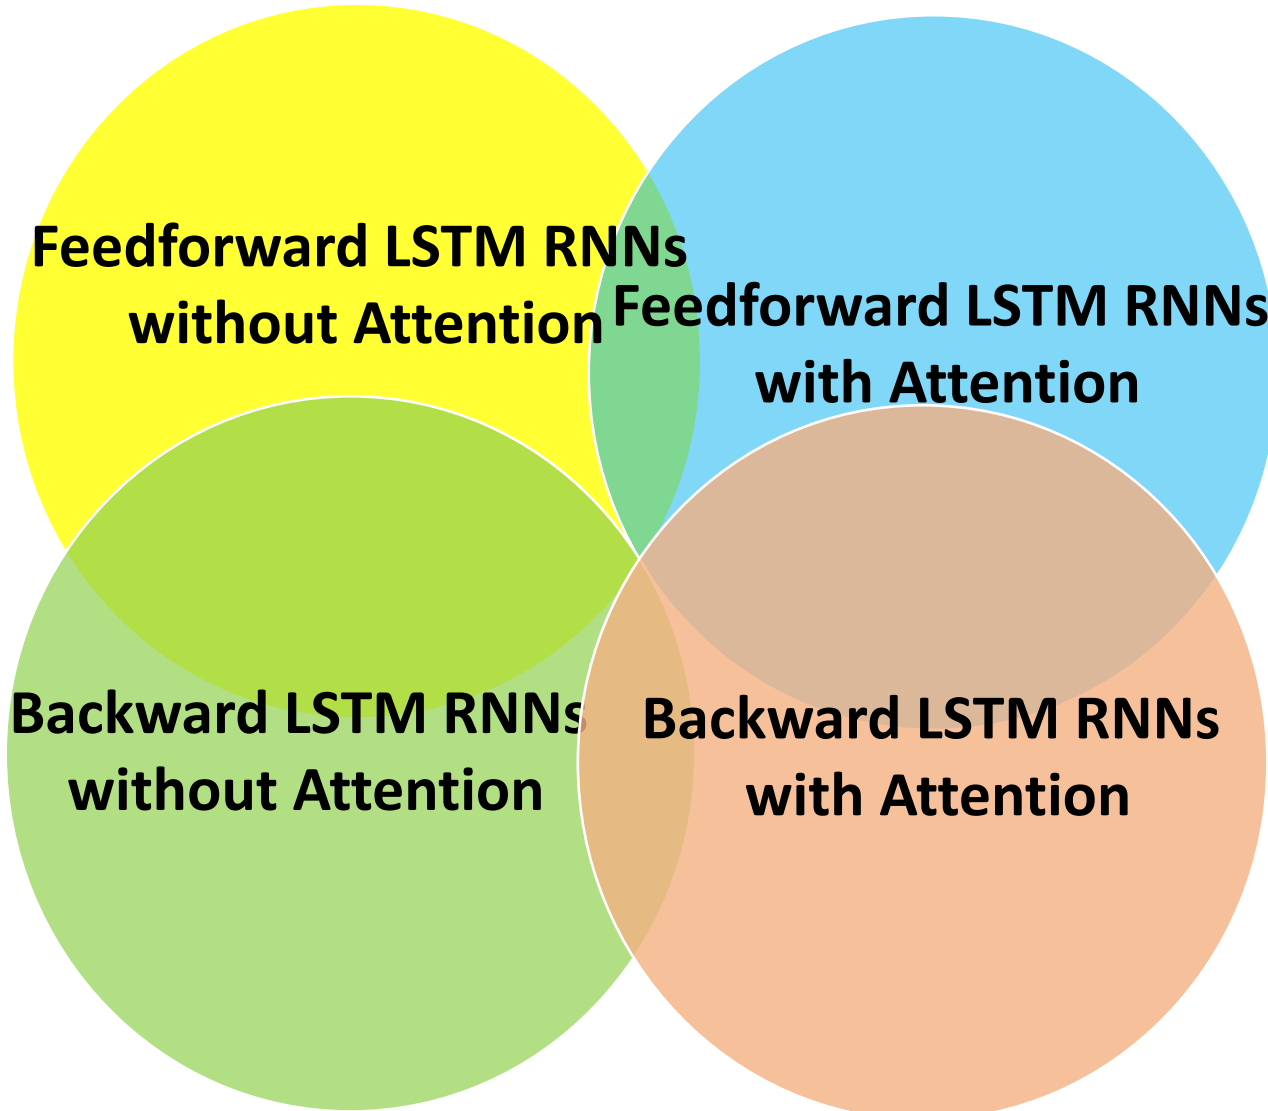 Feedforward LSTM RNNs
without Attention
Feedforward LSTM RNNs
with Attention
Backward LSTM RNNs
without Attention
Backward LSTM RNNs
with Attention